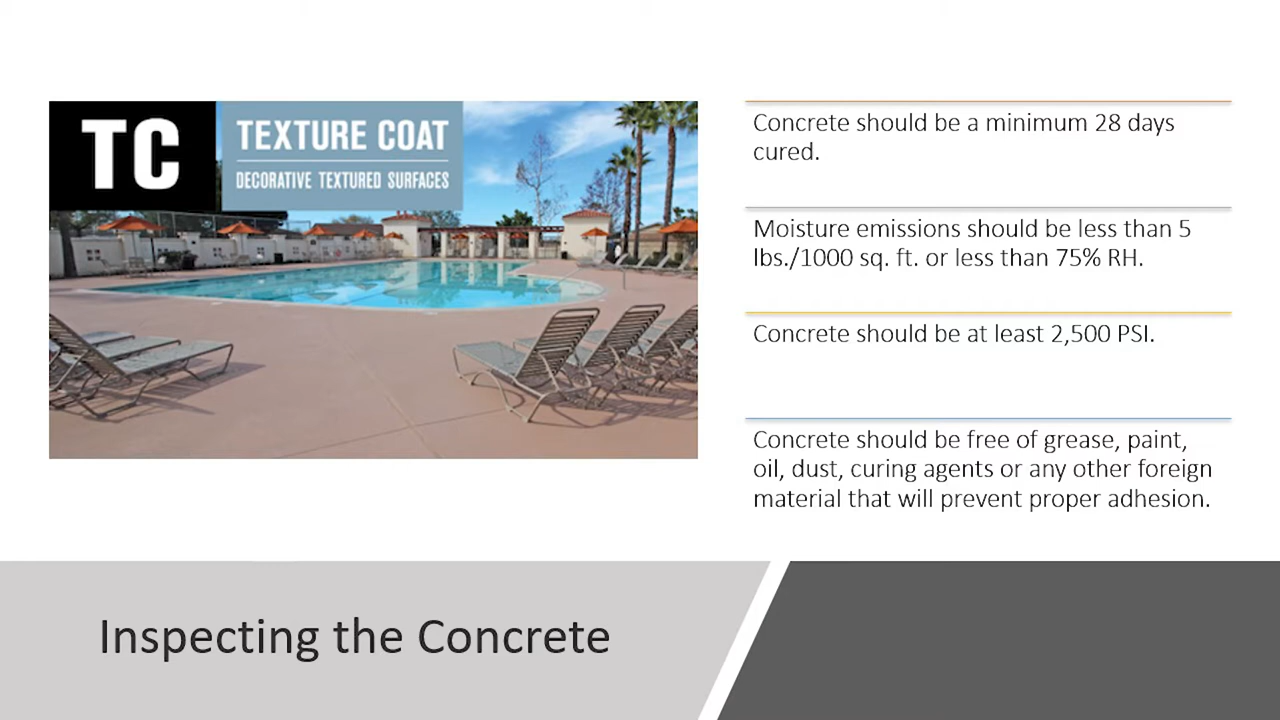 TC
TEXTURE COAT
DECORATIVE TEXTURED SURFACES
Concrete should be a minimum 28 days
cured.
Moisture emissions should be less than 5
lbs./1000 sq. ft. or less than 75% RH.
Concrete should be at least 2,500 PSI.
Concrete should be free of grease, paint,
oil, dust, curing agents or any other foreign
material that will prevent proper adhesion.
Inspecting the Concrete